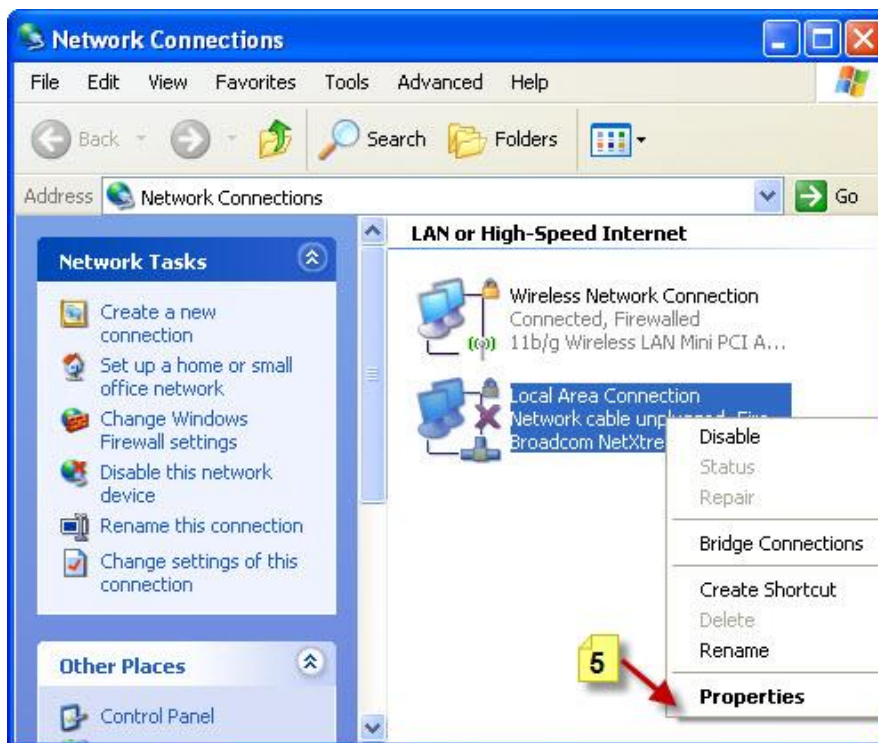 Network Connections
File Edit View Favorites Tools Advanced Help
Back Search Folders
Address Network Connections Go
Network Tasks
Create a new
connection
Set up a home or small
office network
Change Windows
Firewall settings
Disable this network
device
Rename this connection
Change settings of this
connection
Other Places
Control Panel
LAN or High-Speed Internet
Wireless Network Connection
Connected, Firewalled
11b/g Wireless LAN Mini PCI A...
Local Area Connection
Network cable
Broadcom NetXtre
Disable
Status
Repair
Bridge Connections
Create Shortcut
Delete
Rename
Properties
5